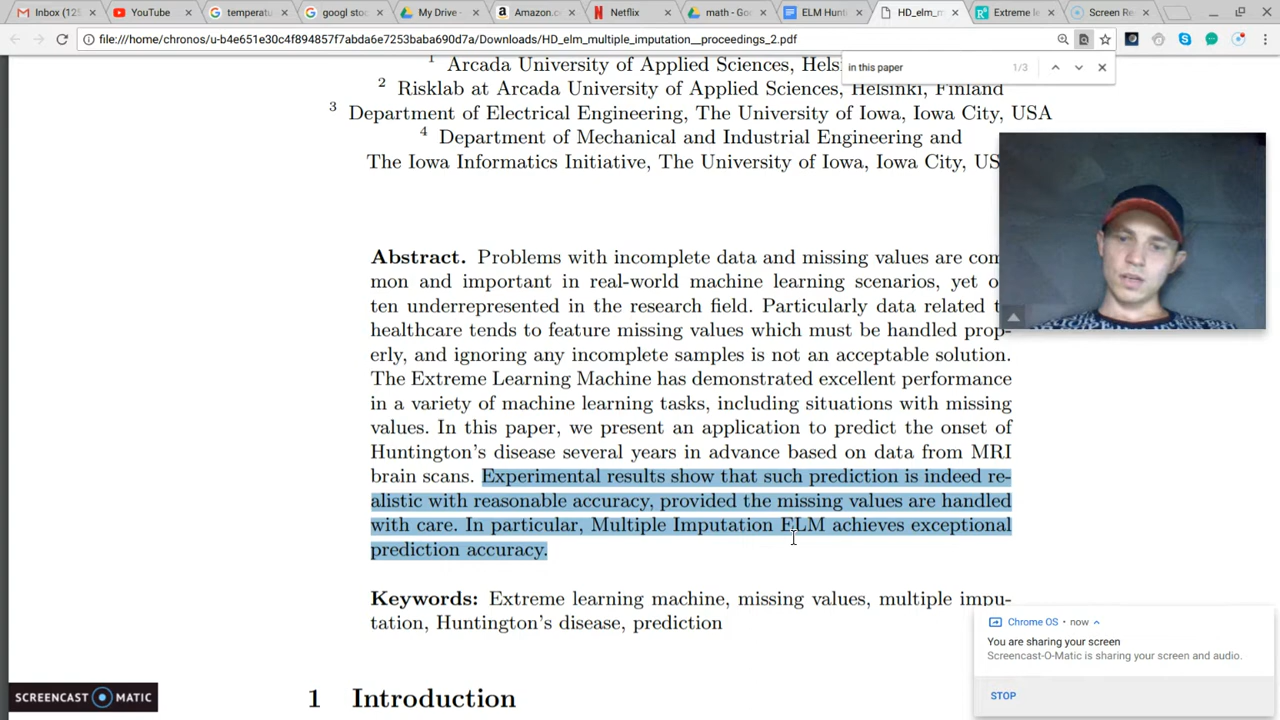 Inbox (12
YouTube
temperatu
googl sto
My Drive -
Amazon.c
Netflix
math - Go
ELM Hunt
HD_elm_m
Extreme le
Screen Re
file:///home/chronos/u-b4e651e30c4f894857f7abda6e7253baba690d7a/Downloads/HD_elm_multiple_imputation__proceedings_2.pdf
in this paper 1/3
1 Arcada University of Applied Sciences, Hels
2 Risklab at Arcada University of Applied Sciences, Helsinki, Finland
3 Department of Electrical Engineering, The University of Iowa, Iowa City, USA
4 Department of Mechanical and Industrial Engineering and
The Iowa Informatics Initiative, The University of Iowa, Iowa City, US
Abstract. Problems with incomplete data and missing values are com
mon and important in real-world machine learning scenarios, yet o
ten underrepresented in the research field. Particularly data related t
healthcare tends to feature missing values which must be handled prop-
erly, and ignoring any incomplete samples is not an acceptable solution.
The Extreme Learning Machine has demonstrated excellent performance
in a variety of machine learning tasks, including situations with missing
values. In this paper, we present an application to predict the onset of
Huntington's disease several years in advance based on data from MRI
brain scans. Experimental results show that such prediction is indeed re-
alistic with reasonable accuracy, provided the missing values are handled
with care. In particular, Multiple Imputation ELM achieves exceptional
prediction accuracy.
Keywords: Extreme learning machine, missing values, multiple impu-
tation, Huntington's disease, prediction
Chrome OS • now
You are sharing your screen
Screencast-O-Matic is sharing your screen and audio.
STOP
SCREENCAST MATIC
1 Introduction